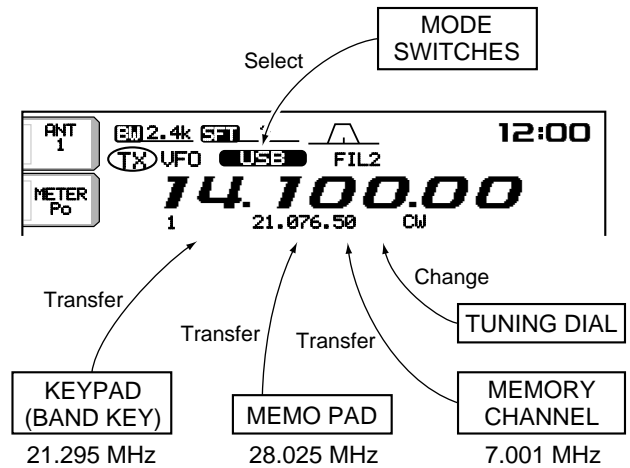 MODE
SWITCHES
Select
ANT
1
BW 2.4k SFT
12:00
TX VFO USB FIL2
METER
Po
14.100.00
1 21.076.50 CW
Transfer
Transfer
Transfer
Change
TUNING DIAL
KEYPAD
(BAND KEY)
MEMO PAD
MEMORY
CHANNEL
21.295 MHz
28.025 MHz
7.001 MHz